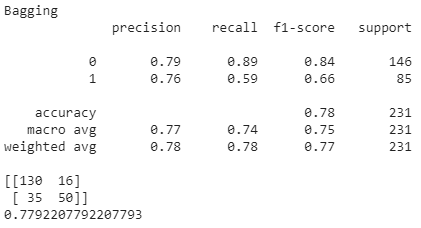 Bagging
precision recall f1-score support
0 0.79 0.89 0.84 146
1 0.76 0.59 0.66 85
accuracy 0.78 231
macro avg 0.77 0.74 0.75 231
weighted avg 0.78 0.78 0.77 231
[[130 16]
[ 35 50]]
0.7792207792207793